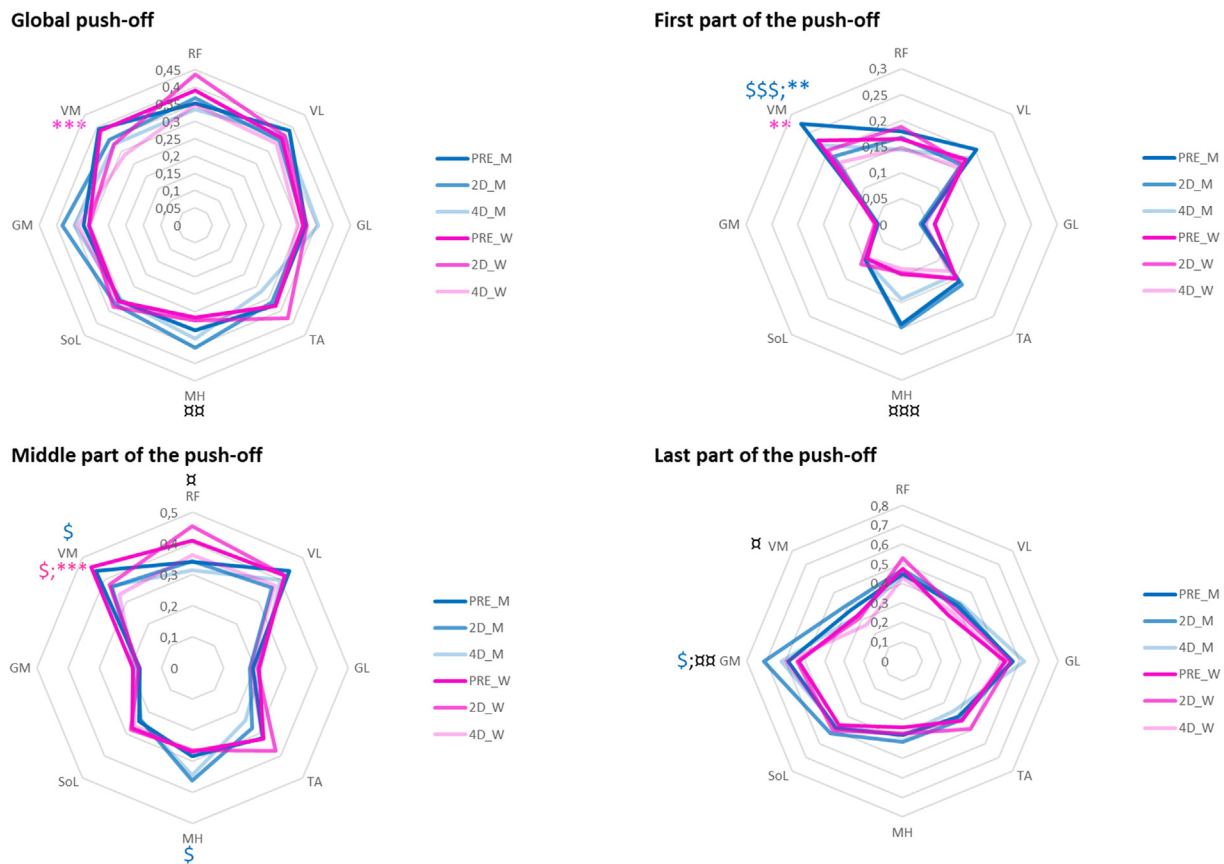 Global push-off
RF
0,45
0,4
0,35
0,3
0,25
0,2
0,15
0,1
0,05
0
VL
GL
TA
MH
¤¤
SoL
GM
VM
***
PRE_M
2D_M
4D_M
PRE_W
2D_W
4D_W
First part of the push-off
RF
0,3
0,25
0,2
0,15
0,1
0,05
0
VL
GL
TA
MH
¤¤¤
SoL
GM
$$$;**
VM
**
PRE_M
2D_M
4D_M
PRE_W
2D_W
4D_W
Middle part of the push-off
¤
RF
0,5
0,4
0,3
0,2
0,1
0
VL
GL
TA
MH
$
SoL
GM
$
VM
$;***
PRE_M
2D_M
4D_M
PRE_W
2D_W
4D_W
Last part of the push-off
RF
0,8
0,7
0,6
0,5
0,4
0,3
0,2
0,1
0
VL
GL
TA
MH
SoL
$;¤¤ GM
¤ VM
PRE_M
2D_M
4D_M
PRE_W
2D_W
4D_W